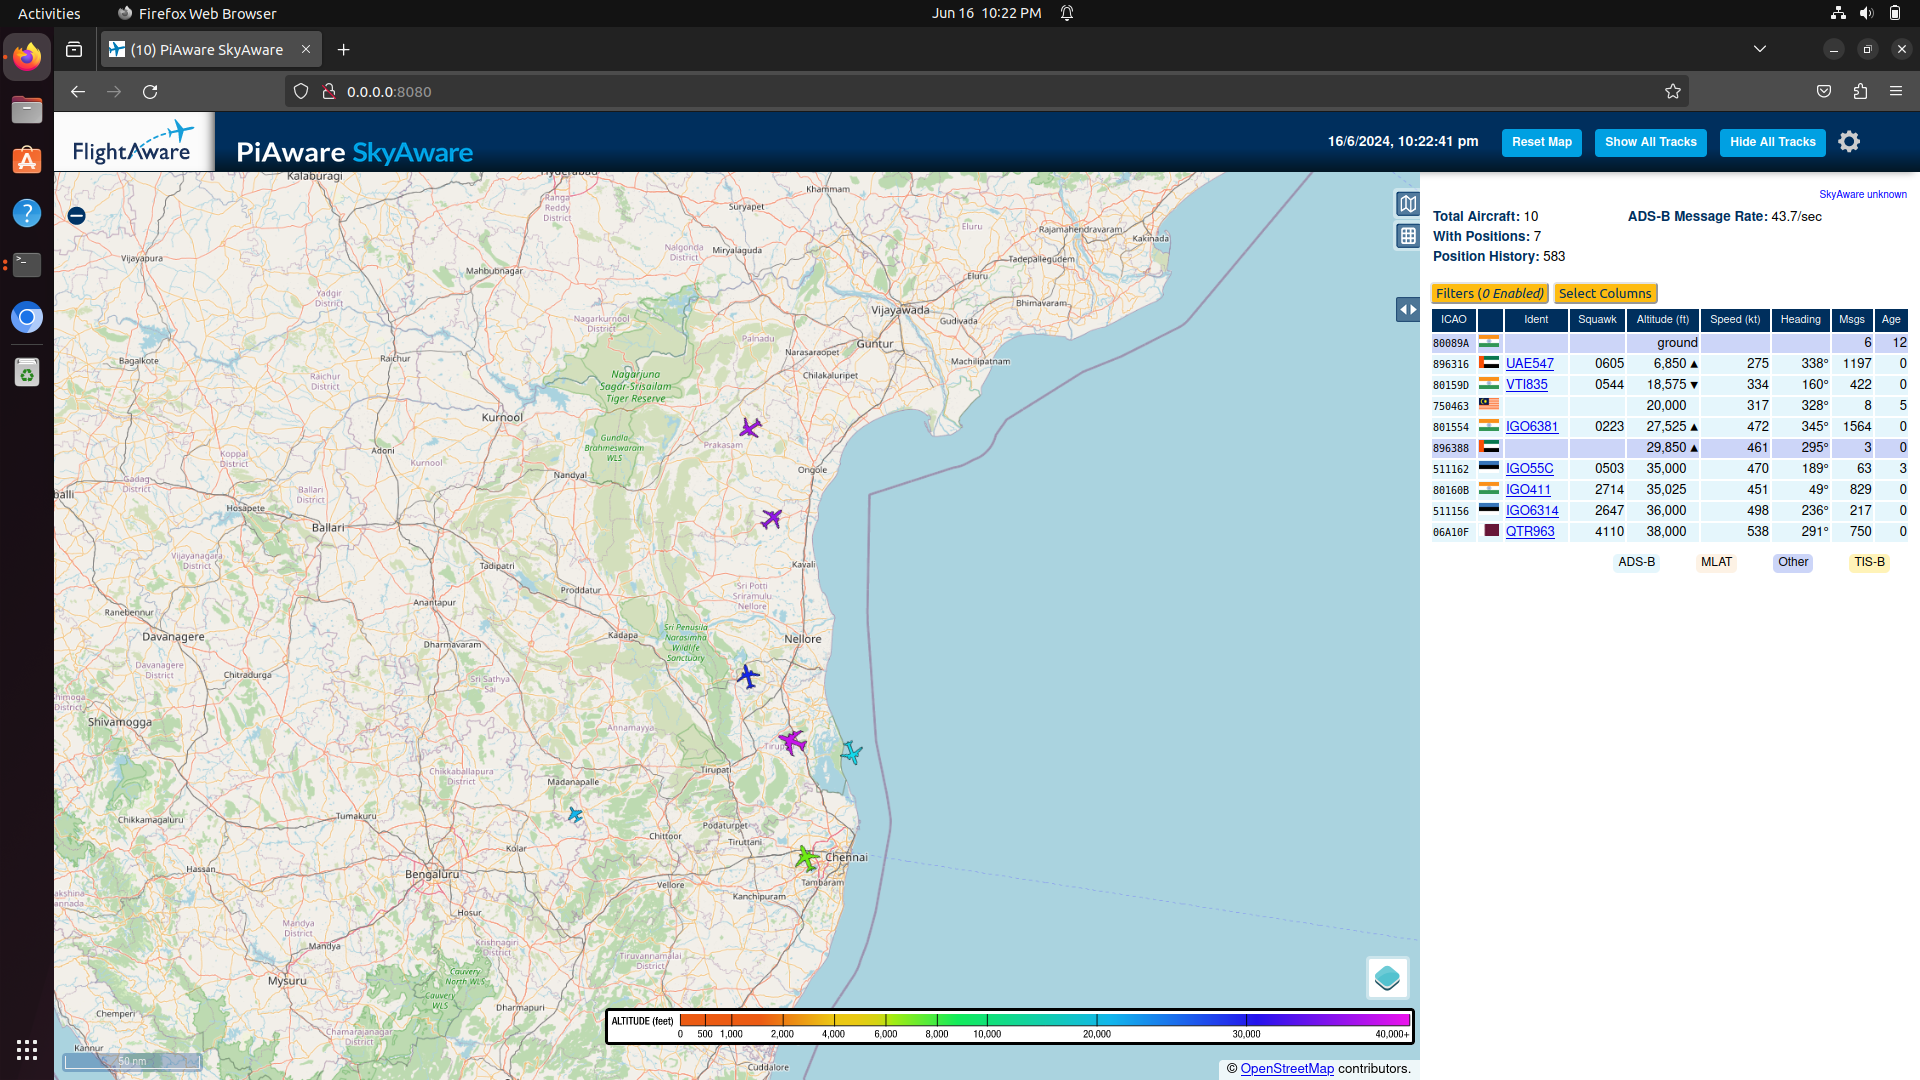 Activities
Firefox Web Browser
Jun 16 10:22 PM
(10) PiAware SkyAware
0.0.0.0:8080
FlightAware
PiAware SkyAware
16/6/2024, 10:22:41 pm
Reset Map
Show All Tracks
Hide All Tracks
SkyAware unknown
Total Aircraft: 10
ADS-B Message Rate: 43.7/sec
With Positions: 7
Position History: 583
Filters (0 Enabled)
Select Columns
ICAO Ident Squawk Altitude (ft) Speed (kt) Heading Msgs Age
80089A ground 6 12
896316 UAE547 0605 6,850 ▲ 275 338° 1197 0
80159D VTI835 0544 18,575 ▼ 334 160° 422 0
750463 20,000 317 328° 8 5
801554 IGO6381 0223 27,525 ▲ 472 345° 1564 0
896388 29,850 ▲ 461 295° 3 0
511162 IGO55C 0503 35,000 470 189° 63 3
80160B IGO411 2714 35,025 451 49° 829 0
511156 IGO6314 2647 36,000 498 236° 217 0
06A10F QTR963 4110 38,000 538 291° 750 0
ADS-B MLAT Other TIS-B
Kalaburagi
Khammam
Ranga
Reddy
District
Suryapet
Eluru
Rajamahendravaram
Kakinada
Nalgonda
District
Miryalaguda
Vijayapura
Mahbubnagar
Tadepallegudem
Eluru
Yadgir
District
Bhimavaram
Nagarkurnool
District
Vijayawada
Gudivada
Palnadu
Guntur
Narasaraopet
Raichur
Bagalkote
Machilipatnam
Chilakaluripet
Raichur
District
Nagarjuna
Sagar-Srisailam
Tiger Reserve
Kurnool
Gundla
Brahmeswaram
WLS
Prakasam
Adoni
Kurnool
Nandyal
Ongole
Gadag
District
Koppal
District
Ballari
District
balli
Hosapete
Ballari
Vijayanagara
District
Tadipatri
Kavali
Proddatur
Sri Potti
Sriramulu
Nellore
Anantapur
Ranebennur
Davanagere
Kadapa
Sri Penusila
Narasimha
Wildlife
Sanctuary
Nellore
Dharmavaram
Davanagere
District
Chitradurga
Sri Sathya
Sai
Shivamogga
Annamayya
Chikkaballapura
District
Tirupati
Madanapalle
Chikkamagaluru
Tumakuru
Podaturpet
Chittoor
Tiruttani
Kolar
Chennai
Hassan
Bengaluru
Vellore
Tambaram
Kanchipuram
Hosur
Mandya
District
Mandya
Krishnagiri
District
Tiruvannamalai
District
Cauvery
North WLS
Mysuru
Cauvery
WLS
Dharmapuri
Chemperi
Chamarajanagar
District
Kannur
Cuddalore
50 nm
ALTITUDE (feet)
0 500 1,000 2,000 4,000 6,000 8,000 10,000 20,000 30,000 40,000+
© OpenStreetMap contributors.